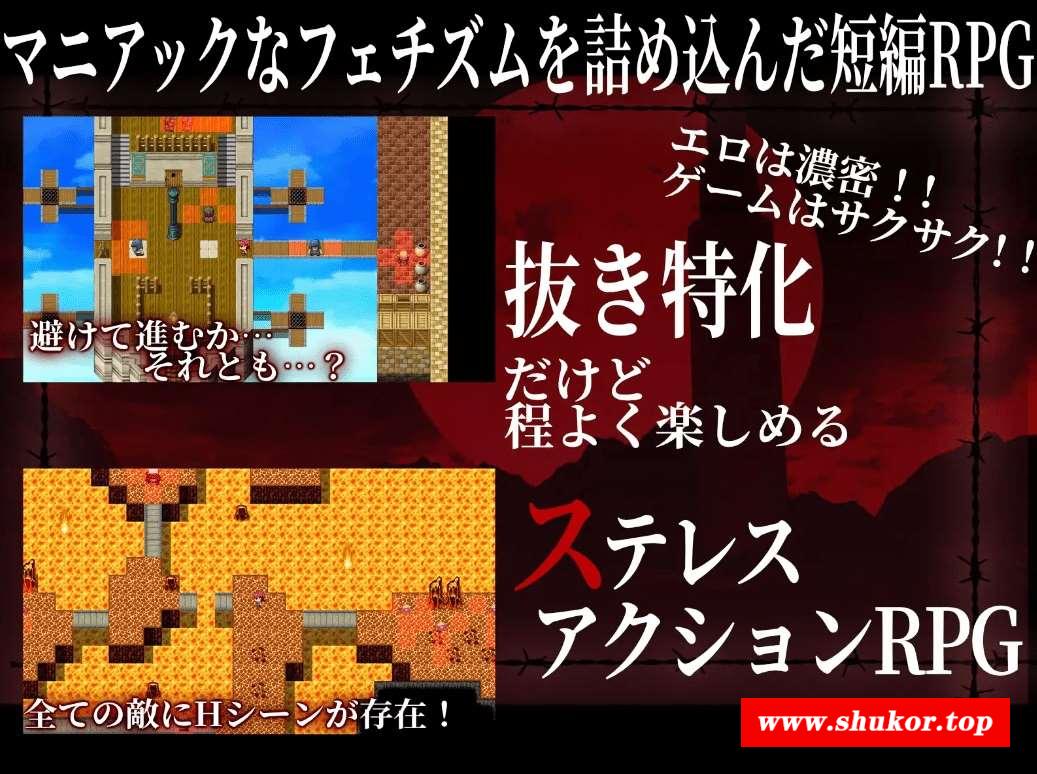 マニアックなフェチズムを詰め込んだ短編RPG
エロは濃密！！
ゲームはサクサク！！
避けて進むか…
それとも…？
抜き特化
だけど
程よく楽しめる
ステレス
アクションRPG
全ての敵にHシーンが存在！
www.shukor.top